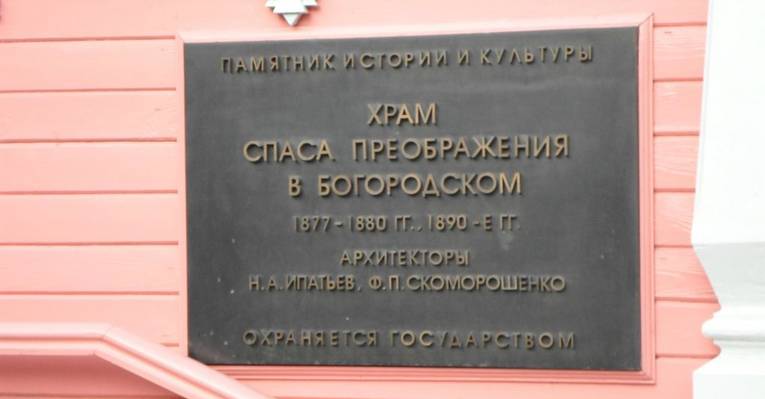 ПАМЯТНИК ИСТОРИИ И КУЛЬТУРЫ
ХРАМ
СПАСА ПРЕОБРАЖЕНИЯ
В БОГОРОДСКОМ
1877-1880 ГГ., 1890-Е ГГ.
АРХИТЕКТОРЫ
Н.А.ИПАТЬЕВ, Ф.П.СКОМОРОШЕНКО
ОХРАНЯЕТСЯ ГОСУДАРСТВОМ